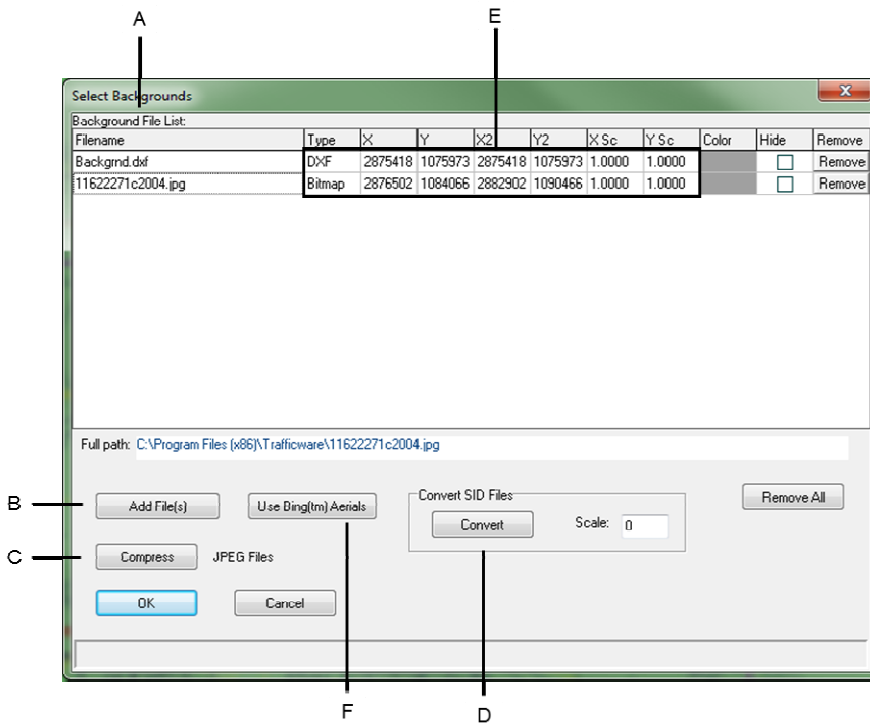 A
E
Select Backgrounds
x
Background File List:
Filename Type X Y X2 Y2 X Sc Y Sc Color Hide Remove
Backgrnd.dxf DXF 2875418 1075973 2875418 1075973 1.0000 1.0000 Remove
11622271c2004.jpg Bitmap 2876502 1084066 2882902 1090466 1.0000 1.0000 Remove
Full path: C:\Program Files (x86)\Trafficware\11622271c2004.jpg
Convert SID Files
Remove All
B
Add File(s)
Use Bing(tm) Aerials
Convert
Scale: 0
C
Compress
JPEG Files
OK
Cancel
F
D